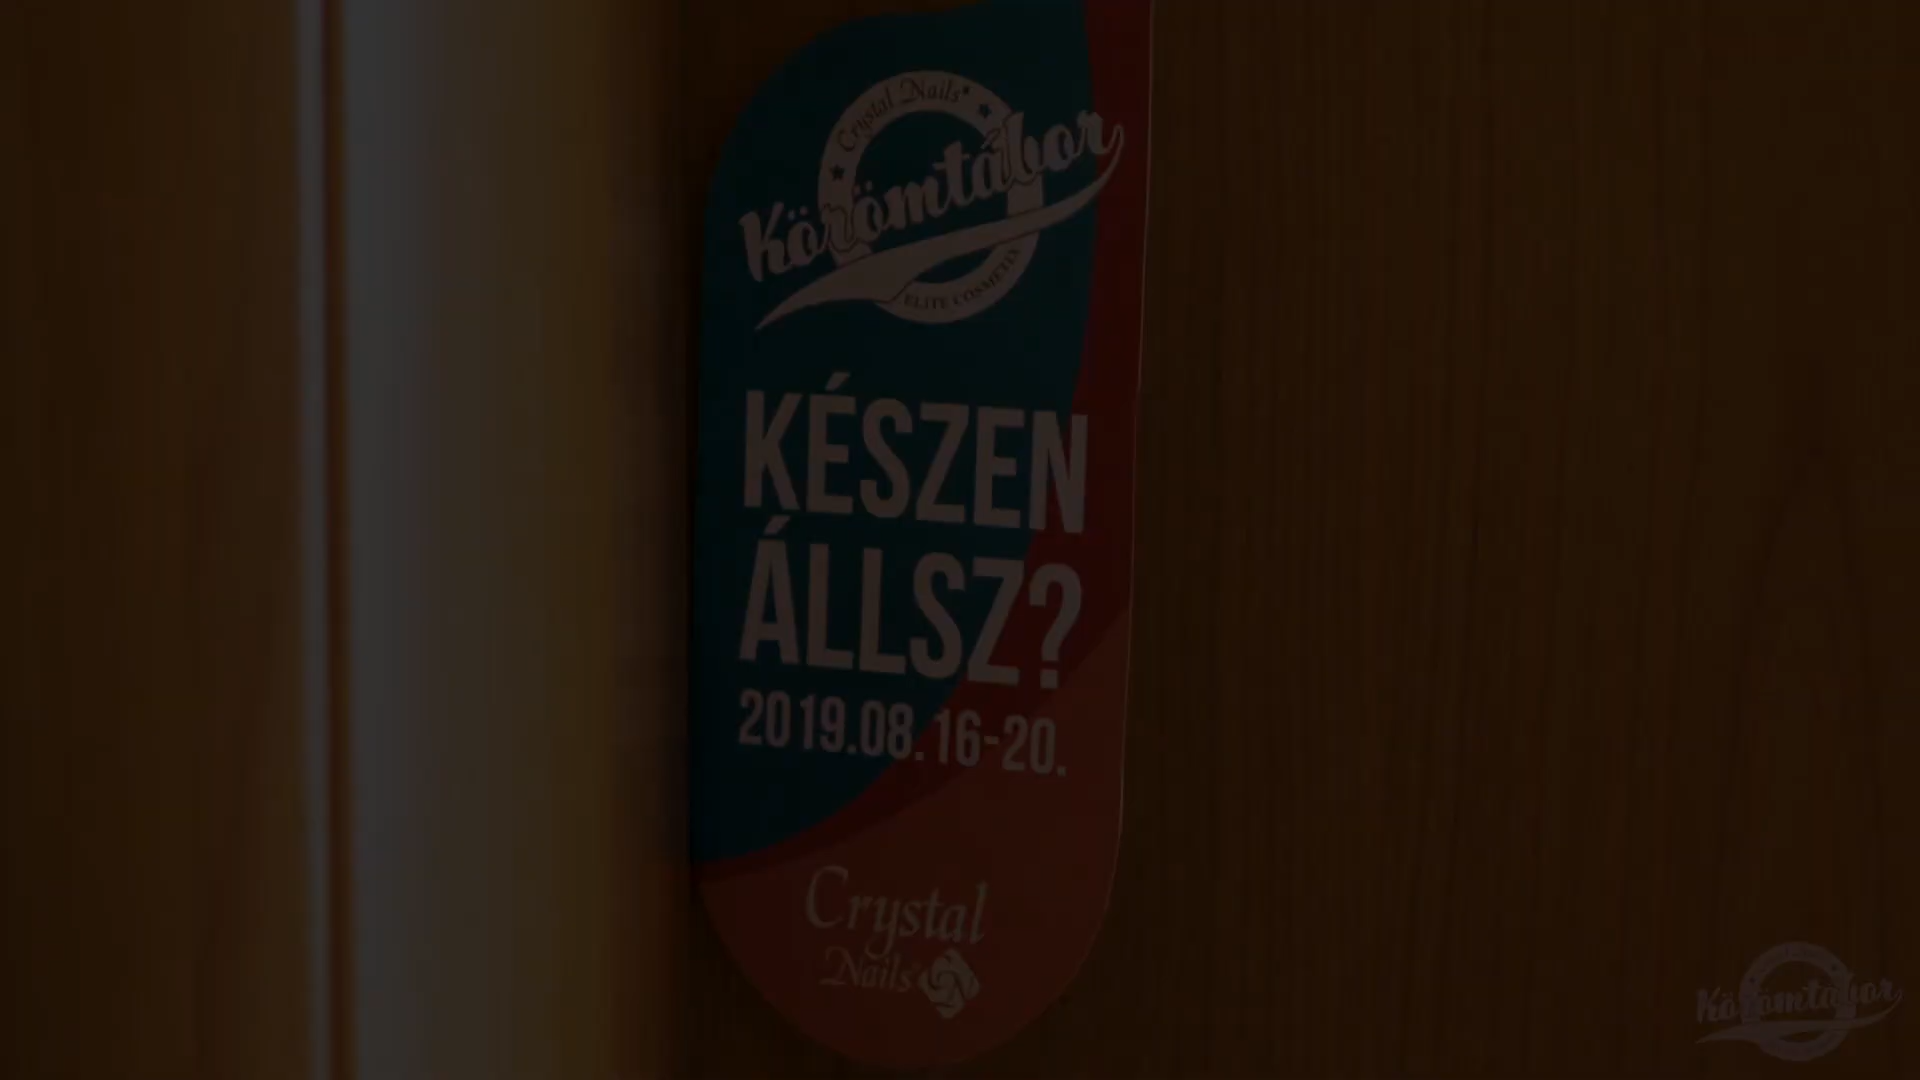 Crystal Nails®
Körömtábor
ELITE COSMETIX
KÉSZEN
ÁLLSZ?
2019.08.16-20.
Crystal
Nails®
Körömtábor